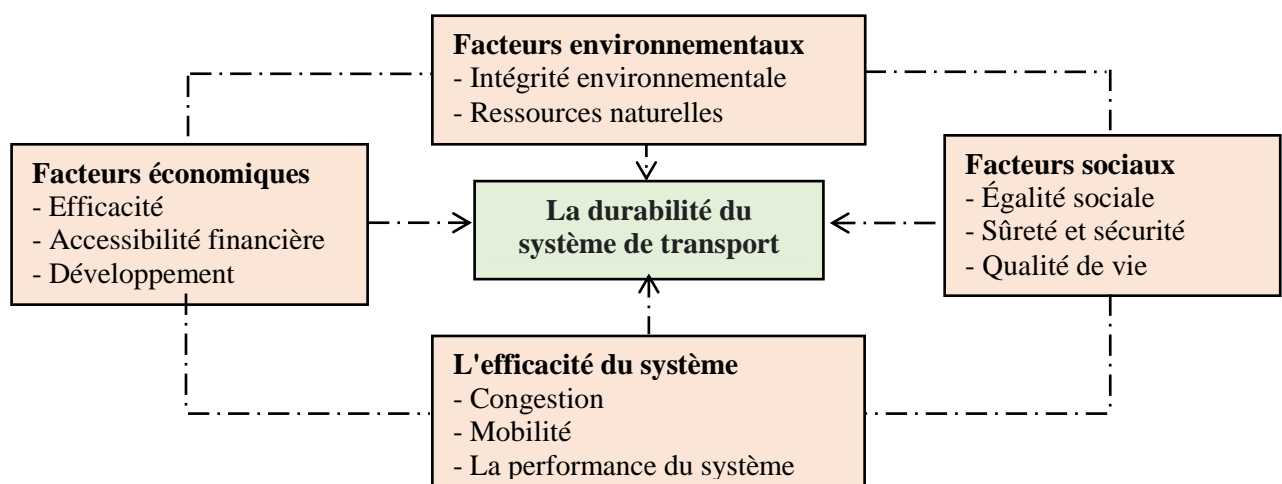 Facteurs environnementaux
- Intégrité environnementale
- Ressources naturelles
Facteurs économiques
- Efficacité
- Accessibilité financière
- Développement
La durabilité du
système de transport
Facteurs sociaux
- Égalité sociale
- Sûreté et sécurité
- Qualité de vie
L'efficacité du système
- Congestion
- Mobilité
- La performance du système